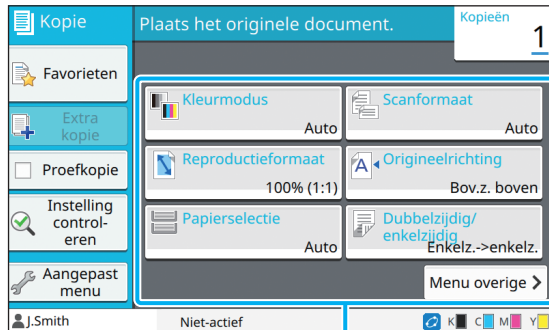 Kopie
Plaats het originele document.
Kopieën
1
Favorieten
Extra
kopie
Proefkopie
Instelling
control-
eren
Aangepast
menu
Kleurmodus
Auto
Scanformaat
Auto
Reproductieformaat
100% (1:1)
Origineelrichting
Bov.z. boven
Papierselectie
Auto
Dubbelzijdig/
enkelzijdig
Enkelz.->enkelz.
Menu overige
J.Smith
Niet-actief
K C M Y